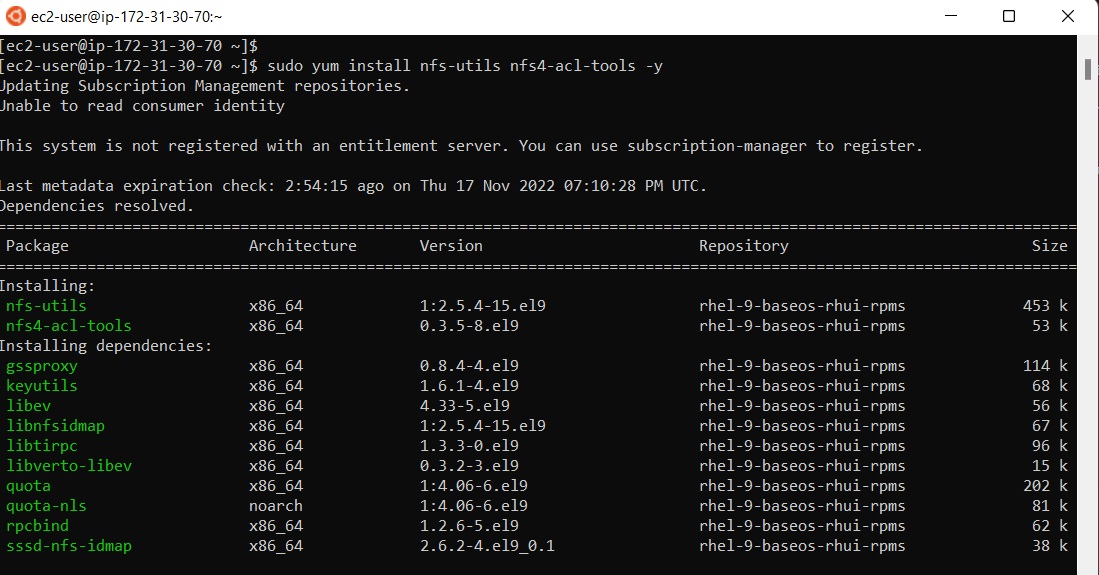 ec2-user@ip-172-31-30-70:~
[ec2-user@ip-172-31-30-70 ~]$
[ec2-user@ip-172-31-30-70 ~]$ sudo yum install nfs-utils nfs4-acl-tools -y
Updating Subscription Management repositories.
Unable to read consumer identity
This system is not registered with an entitlement server. You can use subscription-manager to register.
Last metadata expiration check: 2:54:15 ago on Thu 17 Nov 2022 07:10:28 PM UTC.
Dependencies resolved.
================================================================================
Package Architecture Version Repository Size
================================================================================
Installing:
nfs-utils x86_64 1:2.5.4-15.el9 rhel-9-baseos-rhui-rpms 453 k
nfs4-acl-tools x86_64 0.3.5-8.el9 rhel-9-baseos-rhui-rpms 53 k
Installing dependencies:
gssproxy x86_64 0.8.4-4.el9 rhel-9-baseos-rhui-rpms 114 k
keyutils x86_64 1.6.1-4.el9 rhel-9-baseos-rhui-rpms 68 k
libev x86_64 4.33-5.el9 rhel-9-baseos-rhui-rpms 56 k
libnfsidmap x86_64 1:2.5.4-15.el9 rhel-9-baseos-rhui-rpms 67 k
libtirpc x86_64 1.3.3-0.el9 rhel-9-baseos-rhui-rpms 96 k
libverto-libev x86_64 0.3.2-3.el9 rhel-9-baseos-rhui-rpms 15 k
quota x86_64 1:4.06-6.el9 rhel-9-baseos-rhui-rpms 202 k
quota-nls noarch 1:4.06-6.el9 rhel-9-baseos-rhui-rpms 81 k
rpcbind x86_64 1.2.6-5.el9 rhel-9-baseos-rhui-rpms 62 k
sssd-nfs-idmap x86_64 2.6.2-4.el9_0.1 rhel-9-baseos-rhui-rpms 38 k